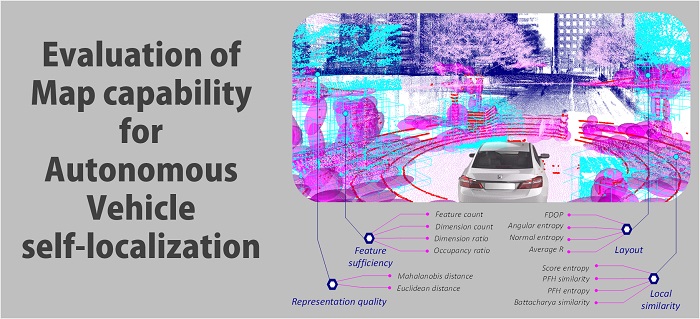 Evaluation of
Map capability
for
Autonomous
Vehicle
self-localization
Feature count
Dimension count
Dimension ratio
Occupancy ratio
Feature
sufficiency
Mahalanobis distance
Euclidean distance
Representation quality
FDOP
Angular entropy
Normal entropy
Average R
Layout
Score entropy
PFH similarity
PFH entropy
Battacharya similarity
Local
similarity